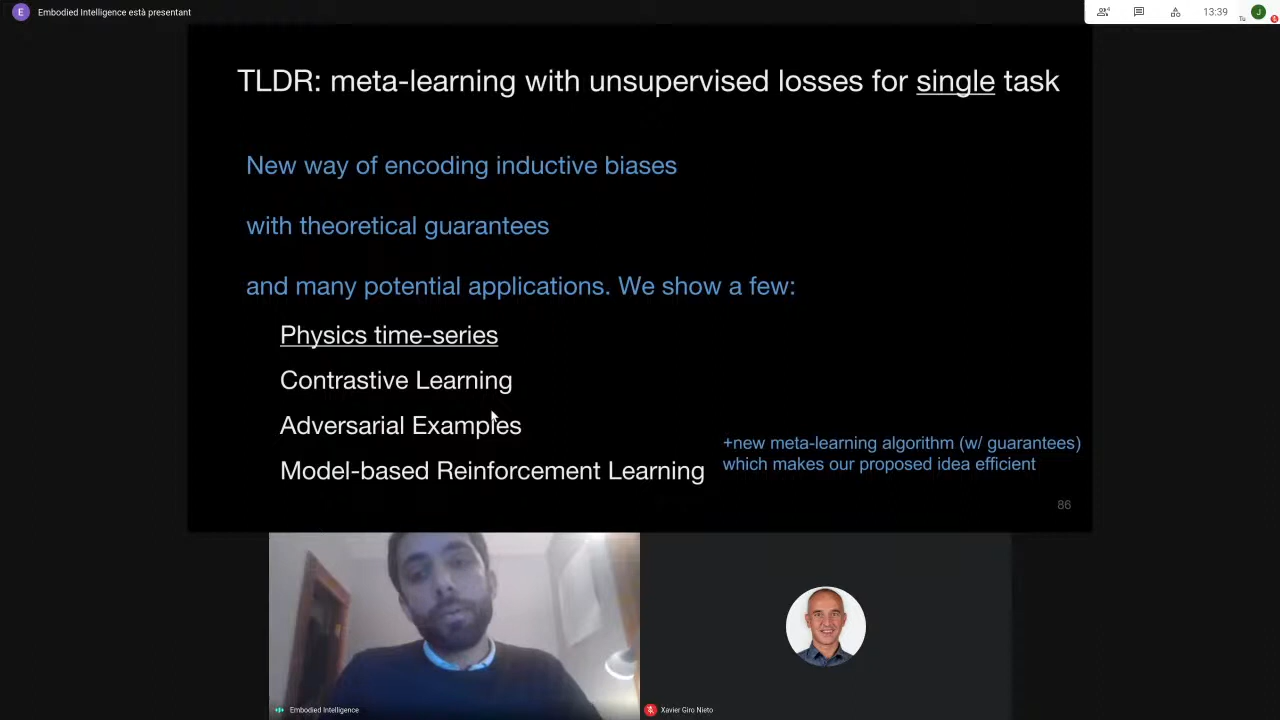 E
Embodied Intelligence està presentant
4
13:39
Tu
J
TLDR: meta-learning with unsupervised losses for single task
New way of encoding inductive biases
with theoretical guarantees
and many potential applications. We show a few:
Physics time-series
Contrastive Learning
Adversarial Examples
Model-based Reinforcement Learning
+new meta-learning algorithm (w/ guarantees)
which makes our proposed idea efficient
86
Embodied Intelligence
Xavier Giro Nieto